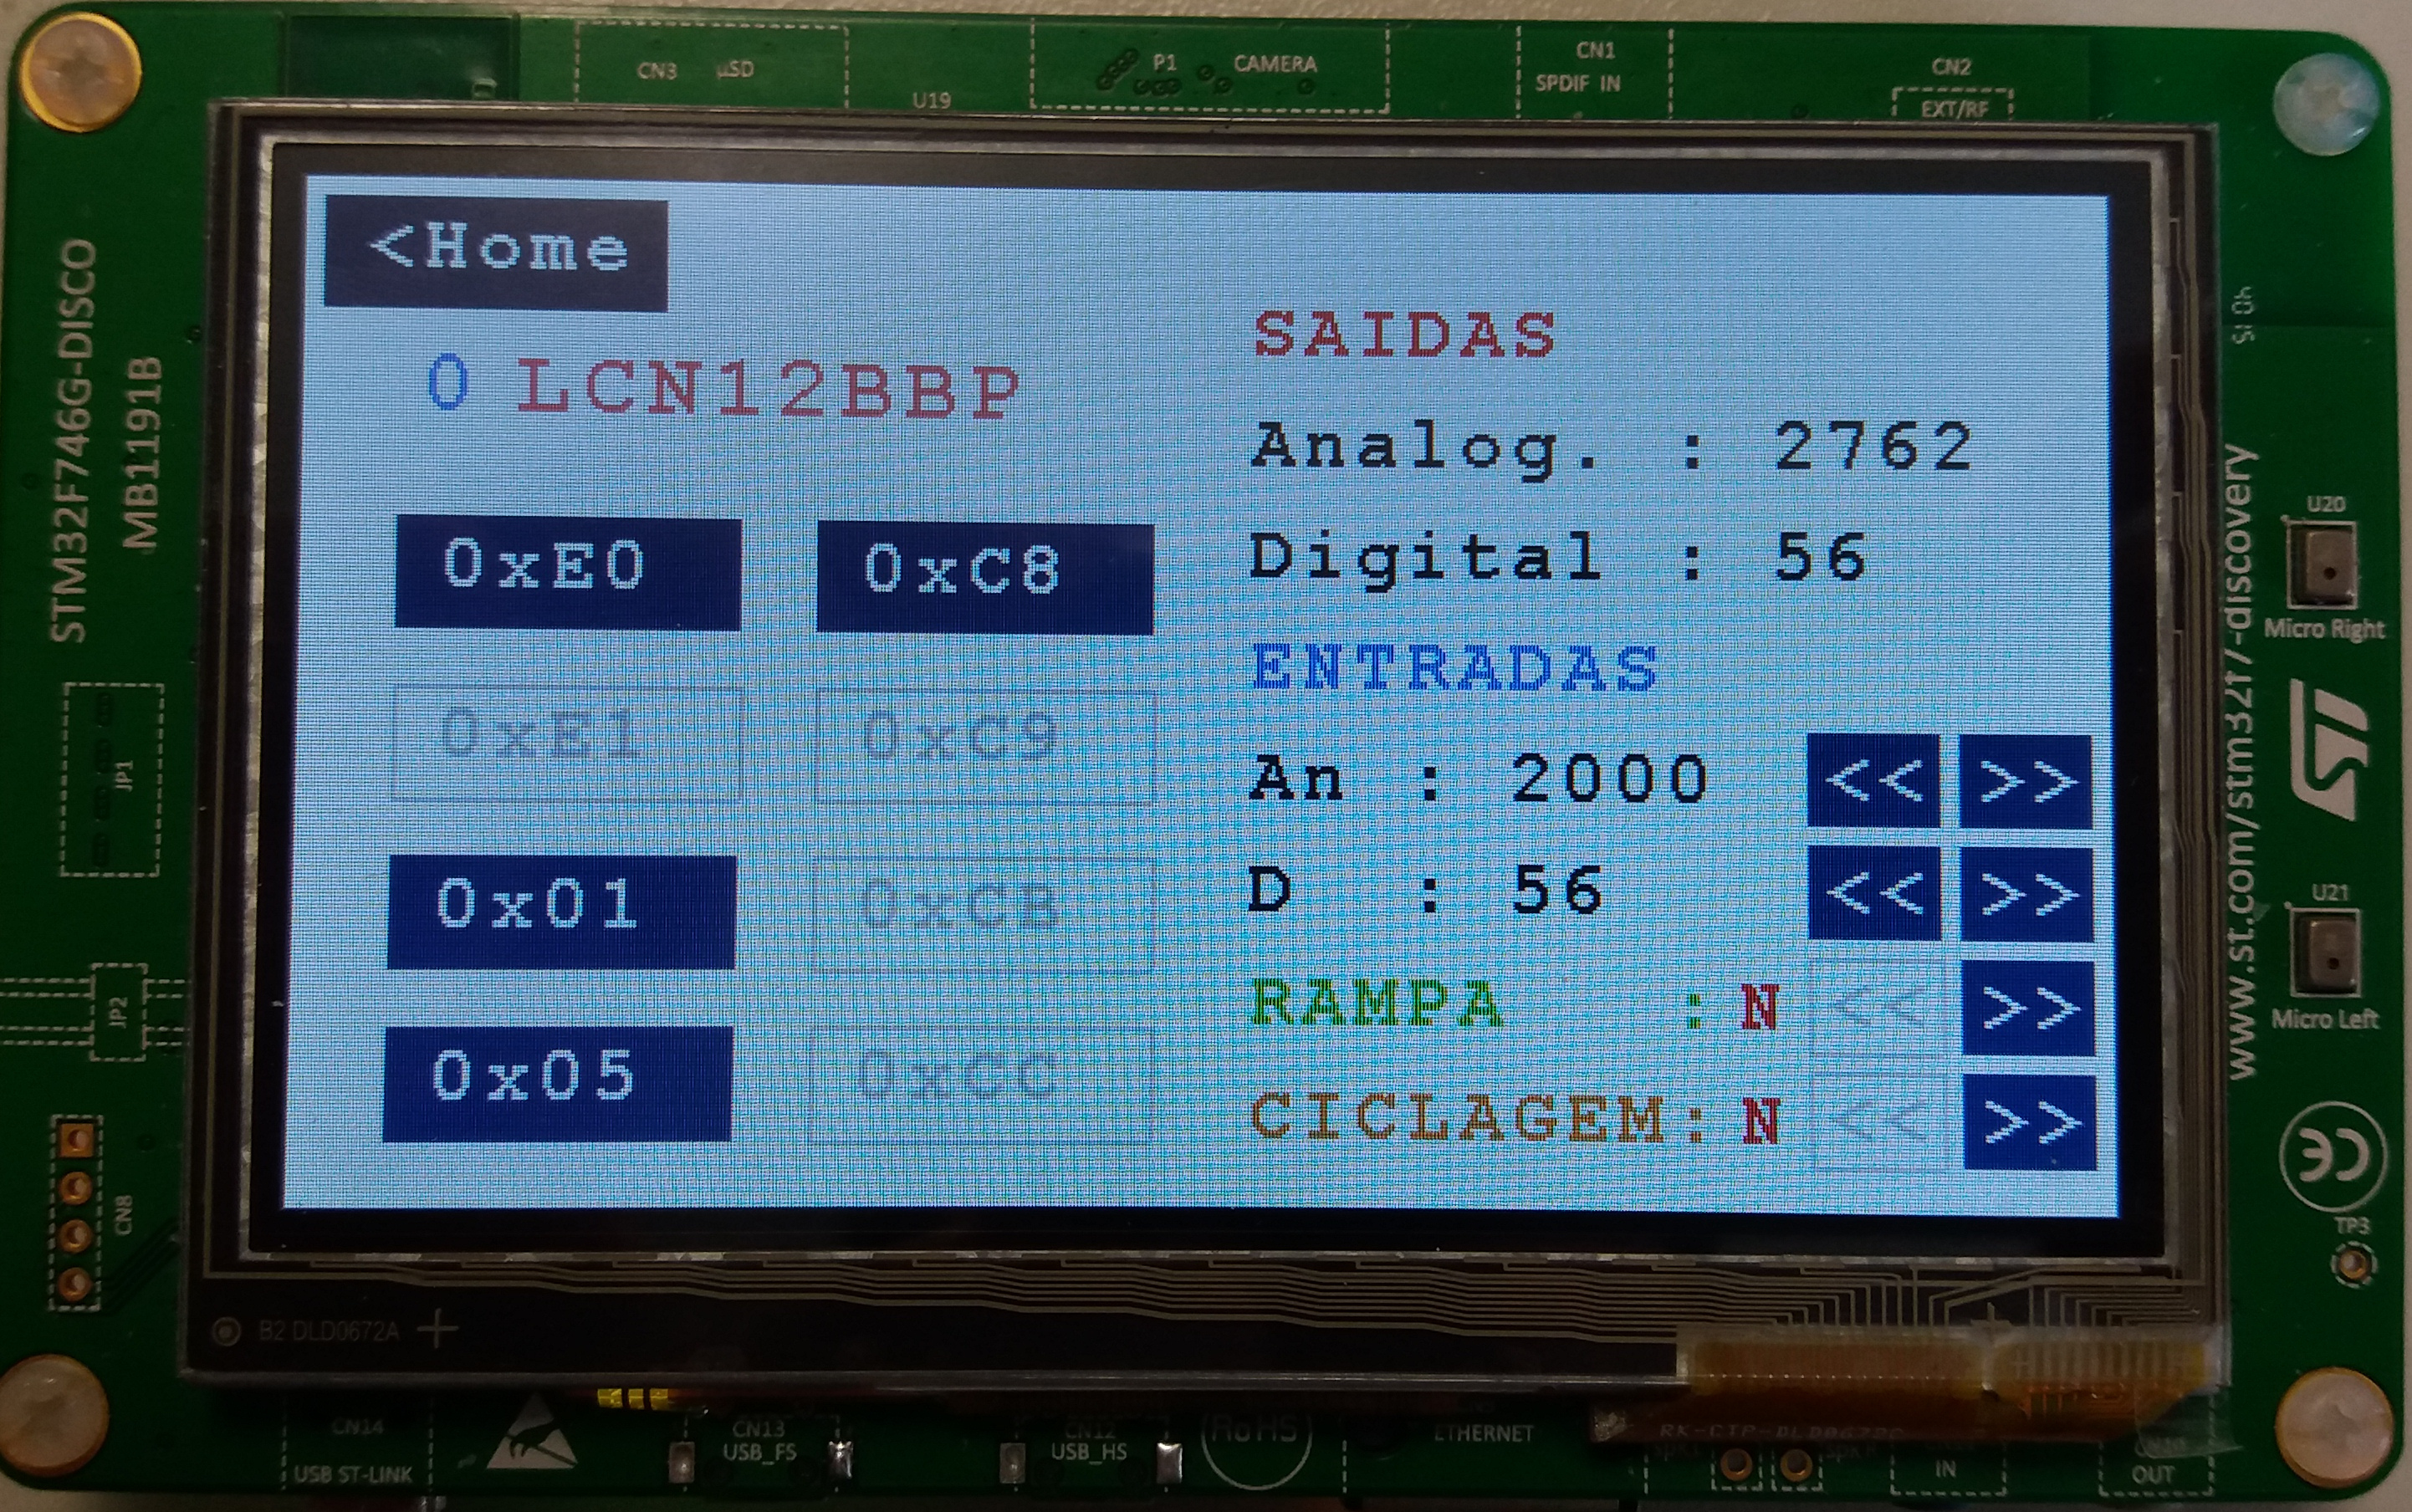 CN3 µSD
U19
P1 CAMERA
CN1
SPDIF IN
CN2
EXT/RF
STM32F746G-DISCO
MB1191B
<Home
0 LCN12BBP
0xE0 0xC8
0xE1 0xC9
0x01 0xCB
0x05 0xCC
SAIDAS
Analog. : 2762
Digital : 56
ENTRADAS
An : 2000 << >>
D : 56 << >>
RAMPA : N << >>
CICLAGEM: N << >>
JP1
JP2
CN8
U20
Micro Right
U21
Micro Left
www.st.com/stm32f7-discovery
ST
CE
TP3
B2 DLD0672A
CN14
USB ST-LINK
CN13
USB_FS
CN12
USB_HS
RoHS
ETHERNET
IN
OUT